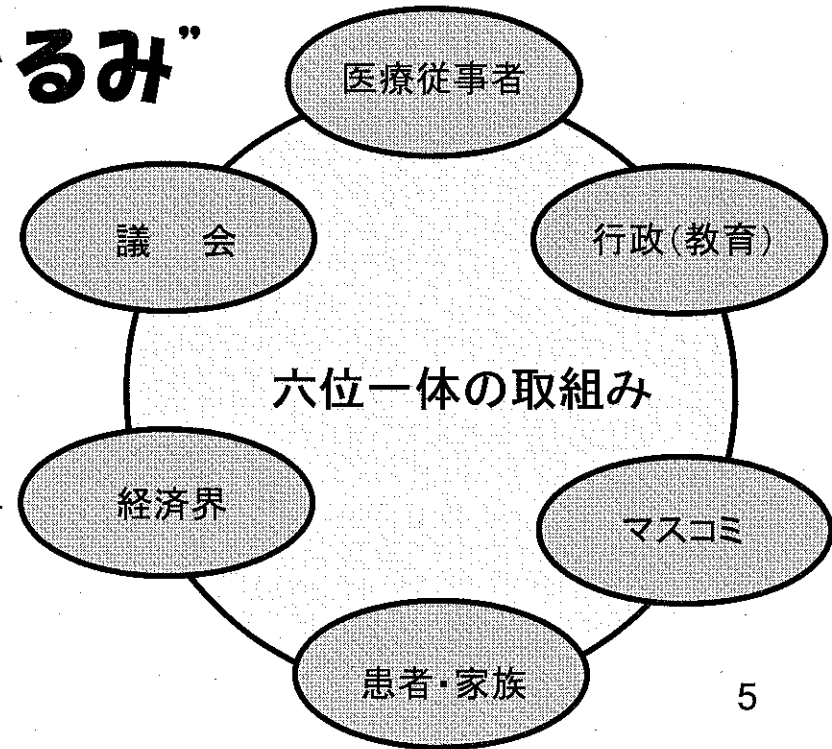 るみ”
医療従事者
議　会
行政(教育)
六位一体の取組み
経済界
マスコミ
患者・家族
5